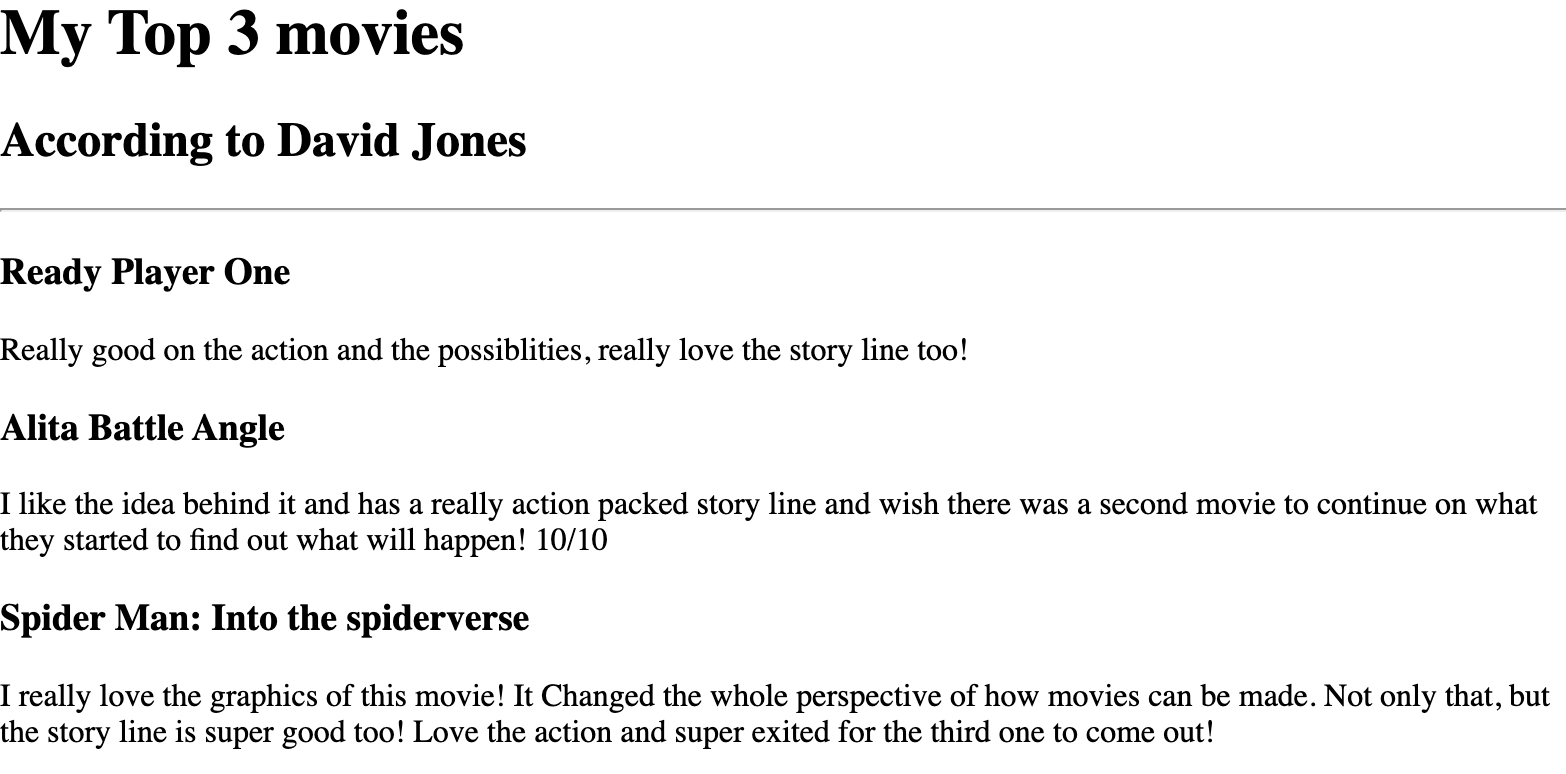 My Top 3 movies
According to David Jones
Ready Player One
Really good on the action and the possiblities, really love the story line too!
Alita Battle Angle
I like the idea behind it and has a really action packed story line and wish there was a second movie to continue on what
they started to find out what will happen! 10/10
Spider Man: Into the spiderverse
I really love the graphics of this movie! It Changed the whole perspective of how movies can be made. Not only that, but
the story line is super good too! Love the action and super exited for the third one to come out!